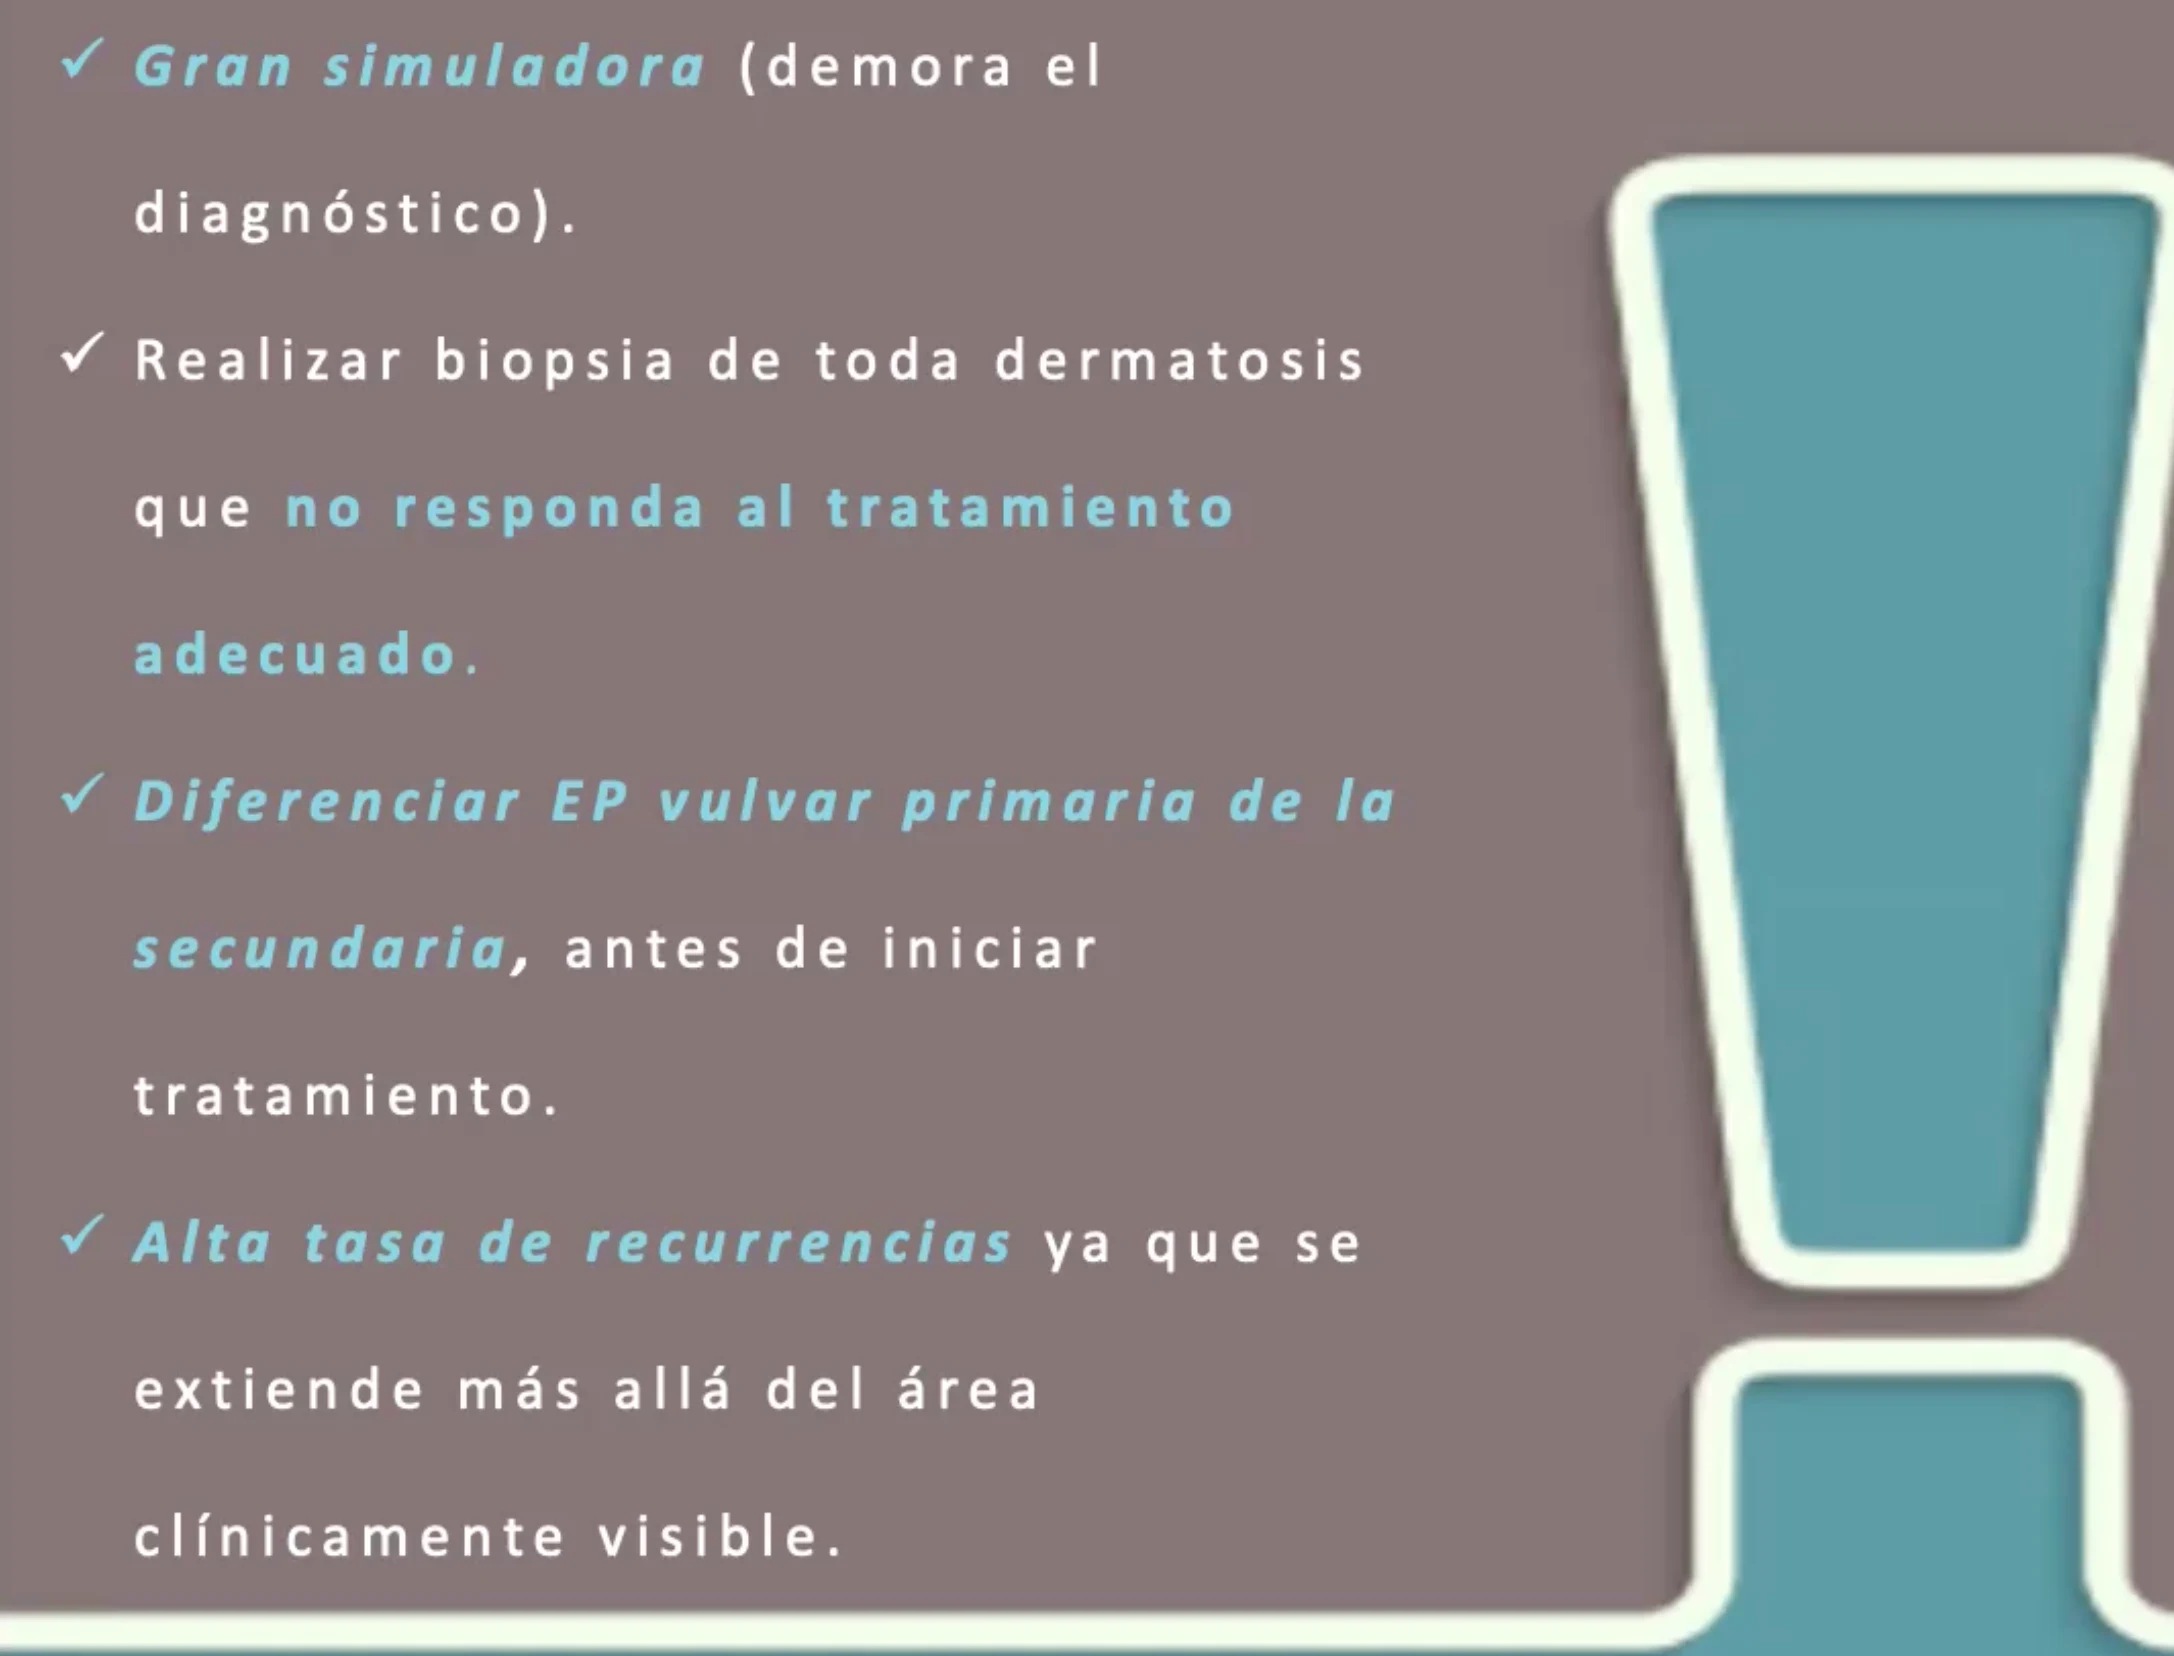 ✓ Gran simuladora (demora el
diagnóstico).
✓ Realizar biopsia de toda dermatosis
que no responda al tratamiento
adecuado.
✓ Diferenciar EP vulvar primaria de la
secundaria, antes de iniciar
tratamiento.
✓ Alta tasa de recurrencias ya que se
extiende más allá del área
clínicamente visible.